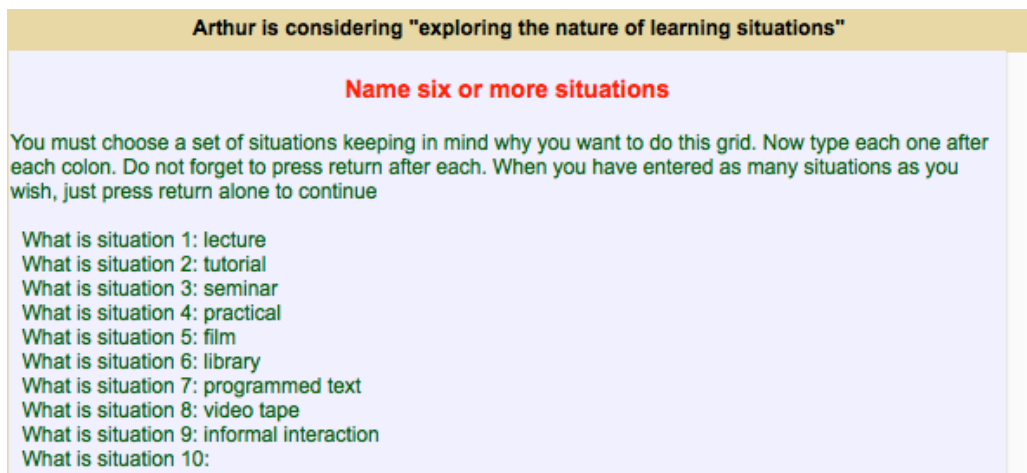 Arthur is considering "exploring the nature of learning situations"
Name six or more situations
You must choose a set of situations keeping in mind why you want to do this grid. Now type each one after
each colon. Do not forget to press return after each. When you have entered as many situations as you
wish, just press return alone to continue
What is situation 1: lecture
What is situation 2: tutorial
What is situation 3: seminar
What is situation 4: practical
What is situation 5: film
What is situation 6: library
What is situation 7: programmed text
What is situation 8: video tape
What is situation 9: informal interaction
What is situation 10: